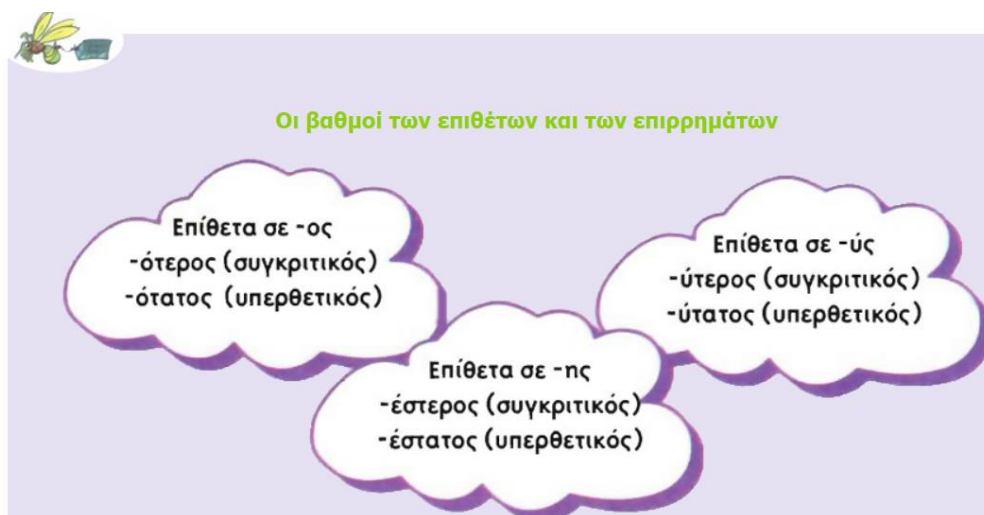 Οι βαθμοί των επιθέτων και των επιρρημάτων
Επίθετα σε -ος
-ότερος (συγκριτικός)
-ότατος (υπερθετικός)
Επίθετα σε -ύς
-ύτερος (συγκριτικός)
-ύτατος (υπερθετικός)
Επίθετα σε -ης
-έστερος (συγκριτικός)
-έστατος (υπερθετικός)